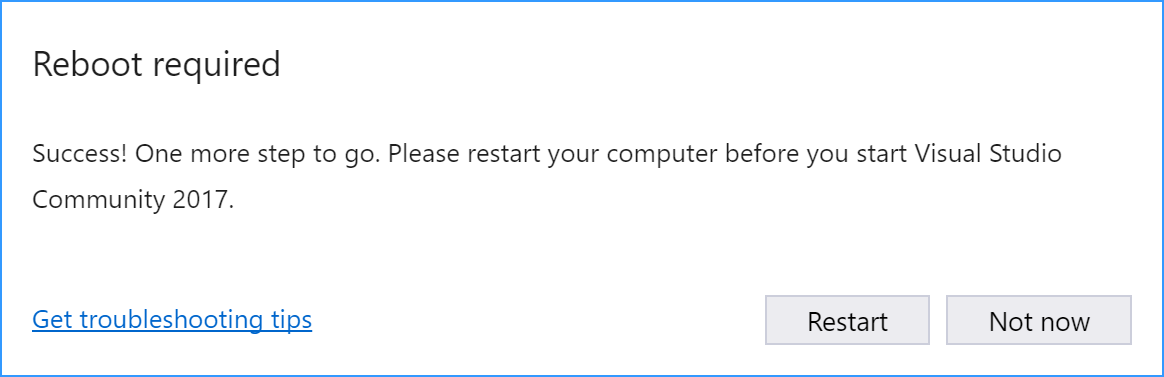 Reboot required
Success! One more step to go. Please restart your computer before you start Visual Studio
Community 2017.
Get troubleshooting tips
Restart
Not now